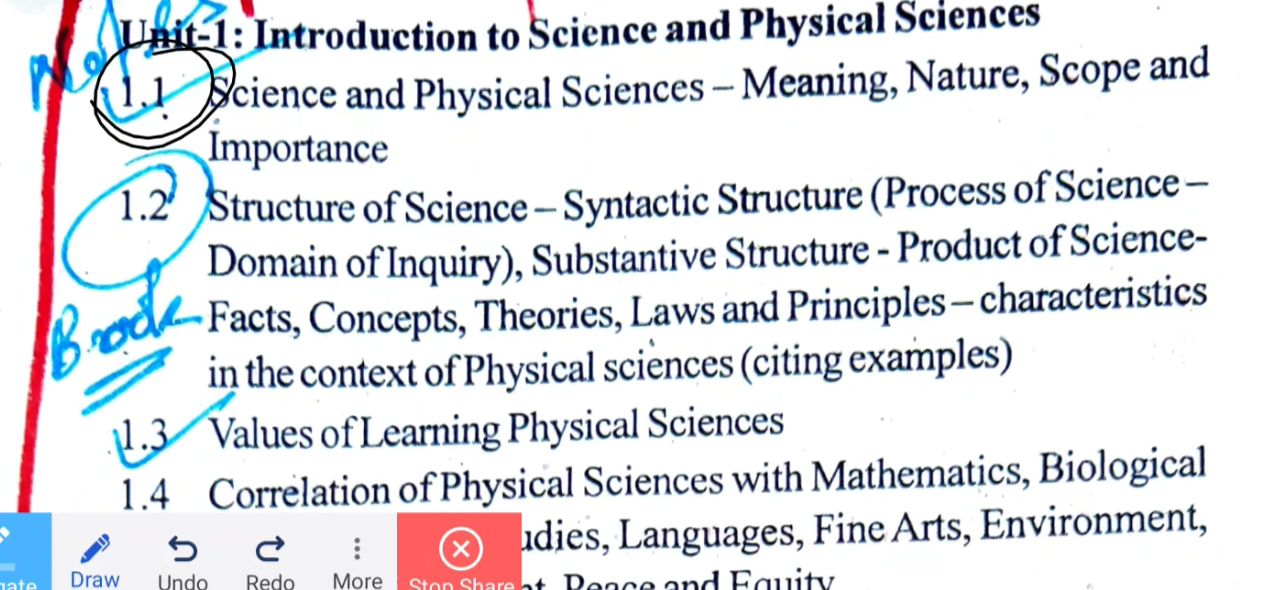 Unit-1: Introduction to Science and Physical Sciences
1.1 Science and Physical Sciences – Meaning, Nature, Scope and
Importance
1.2 Structure of Science – Syntactic Structure (Process of Science –
Domain of Inquiry), Substantive Structure - Product of Science-
Facts, Concepts, Theories, Laws and Principles – characteristics
in the context of Physical sciences (citing examples)
1.3 Values of Learning Physical Sciences
1.4 Correlation of Physical Sciences with Mathematics, Biological
Languages, Fine Arts, Environment,
Peace and Equity
Draw Undo Redo More Stop Share